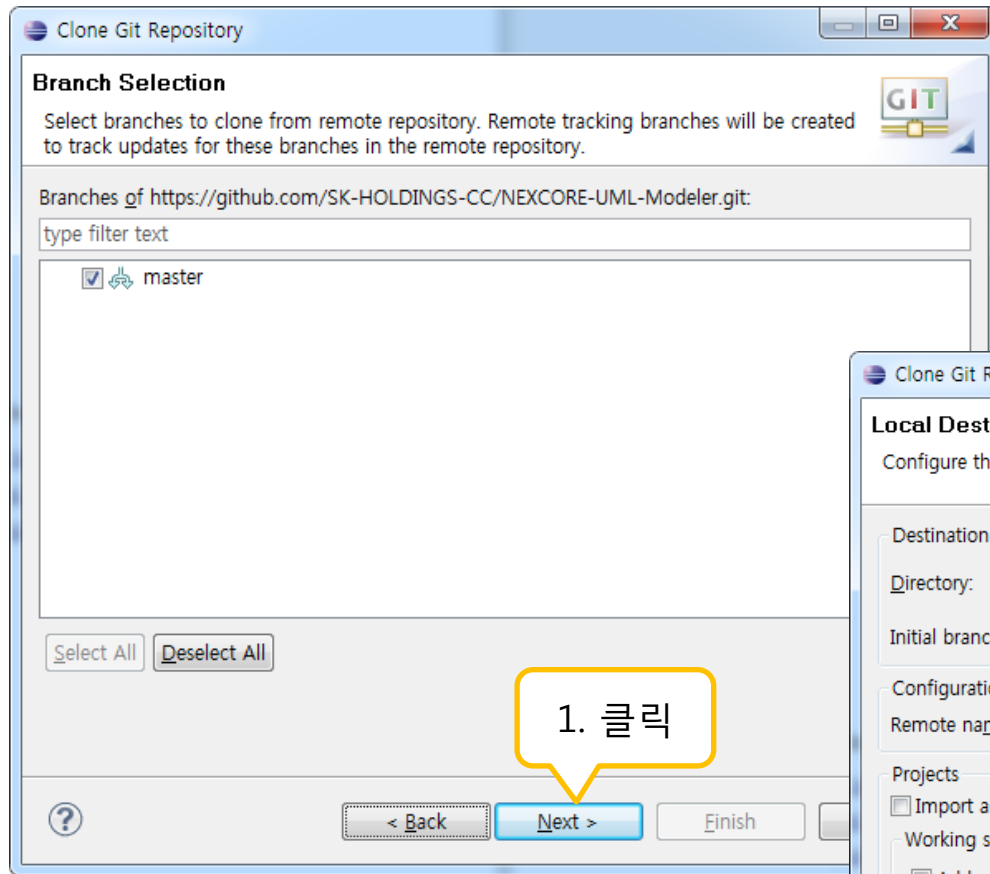 Clone Git Repository
Branch Selection
Select branches to clone from remote repository. Remote tracking branches will be created
to track updates for these branches in the remote repository.
GIT
Branches of https://github.com/SK-HOLDINGS-CC/NEXCORE-UML-Modeler.git:
type filter text
master
Select All Deselect All
1. 클릭
< Back Next > Finish
Clone Git
Local Dest
Configure th
Destination
Directory:
Initial branc
Configurati
Remote na
Projects
Import a
Working s